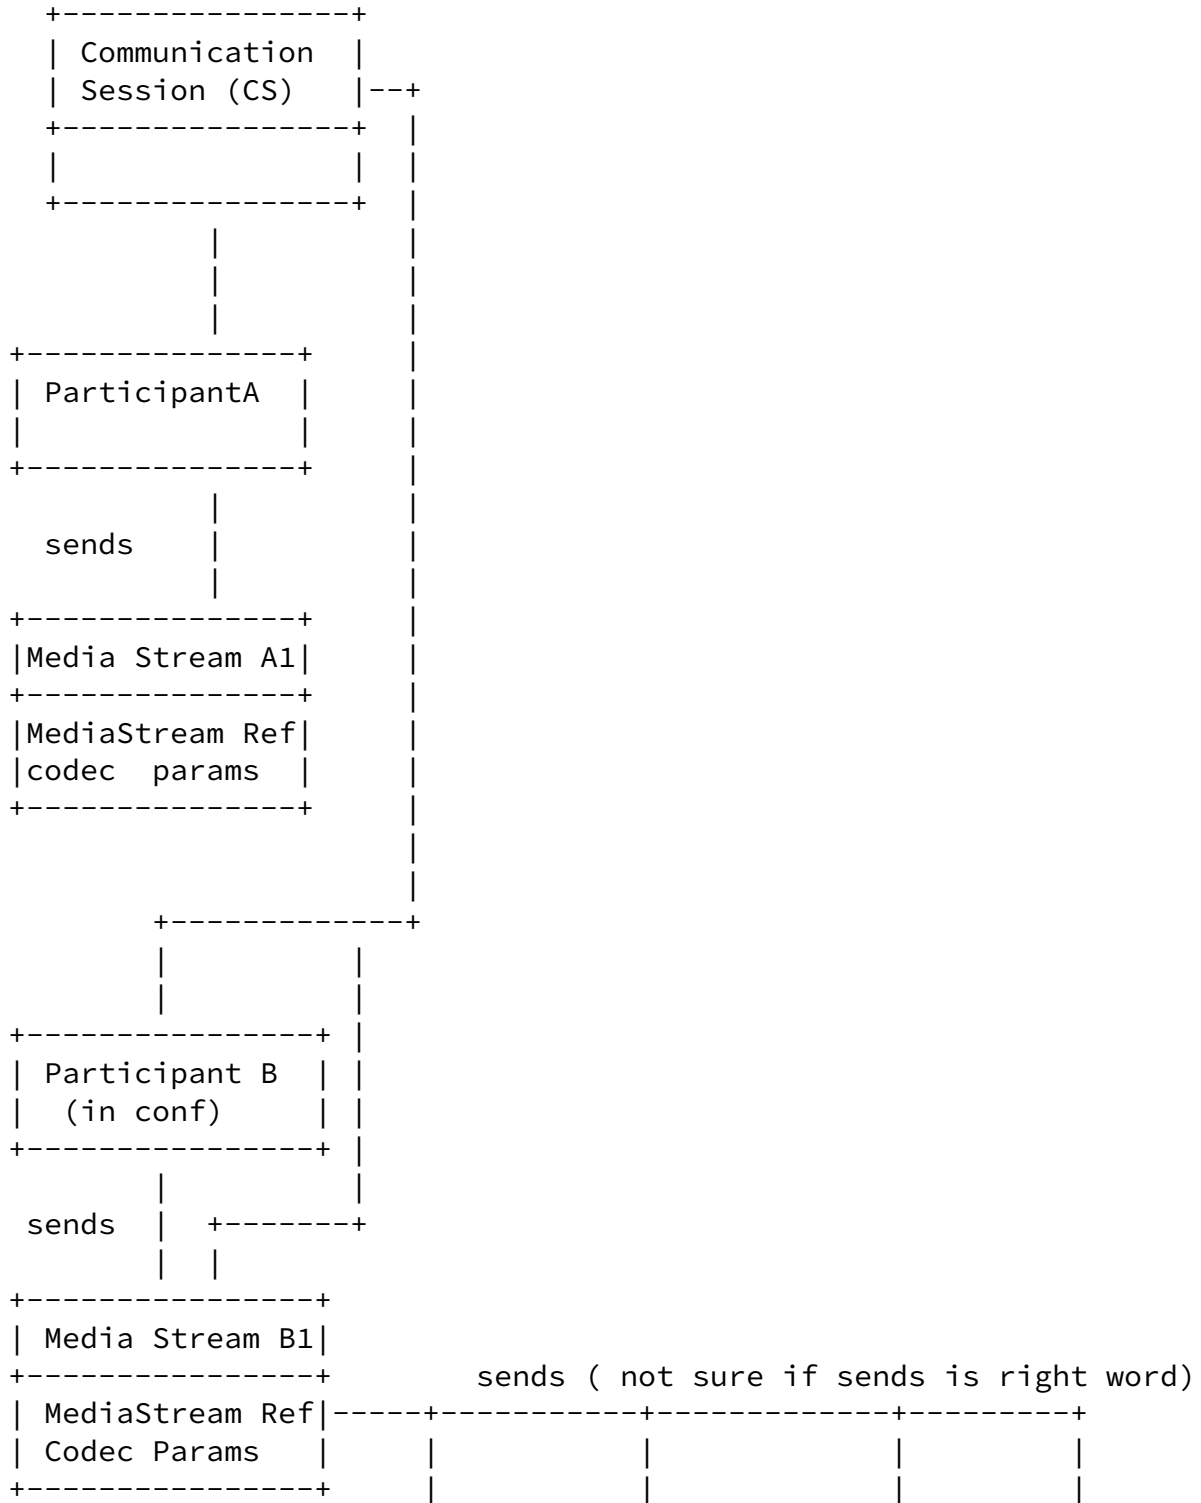 Communication
Session (CS)
ParticipantA
sends
Media Stream A1
MediaStream Ref
codec  params
Participant B
(in conf)
sends
Media Stream B1
sends ( not sure if sends is right word)
MediaStream Ref
Codec Params